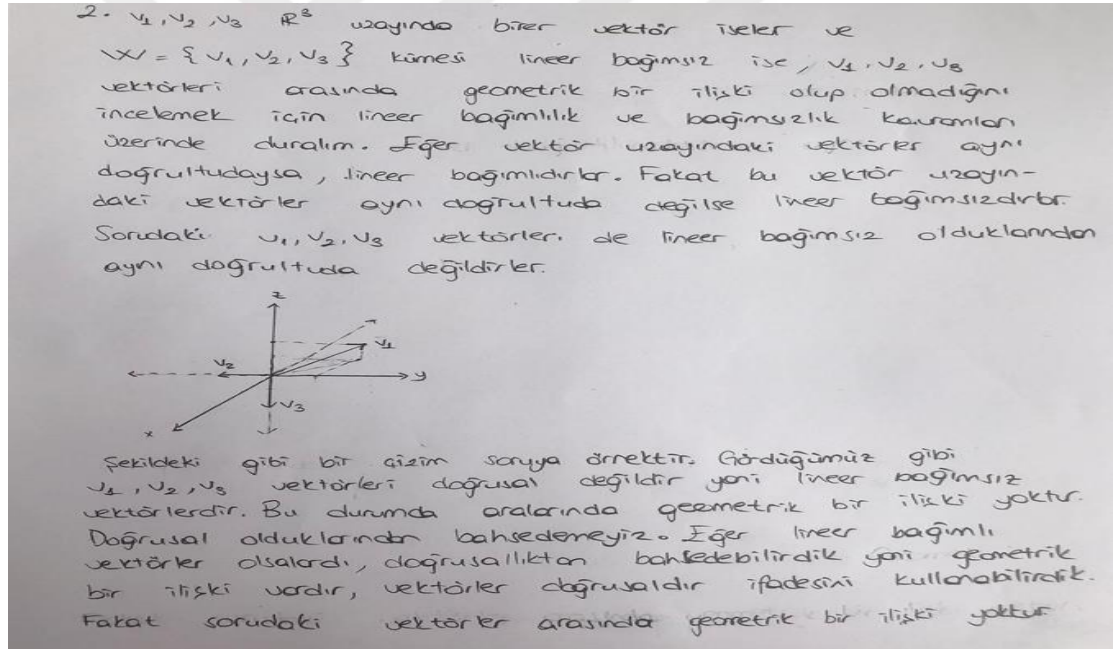 2. v₁, v₂, v₃ ℝ³ uzayında birer vektör iseler ve
W = {v₁, v₂, v₃} kümesi lineer bağımsız ise, v₁, v₂, v₃
vektörleri arasında geometrik bir ilişki olup olmadığını
incelemek için lineer bağımlılık ve bağımsızlık kavramları
üzerinde duralım. Eğer vektör uzayındaki vektörler aynı
doğrultudaysa, lineer bağımlıdırlar. Fakat bu vektör uzayın-
daki vektörler aynı doğrultuda değilse lineer bağımsızdırlar.
Sorudaki v₁, v₂, v₃ vektörleri de lineer bağımsız olduklarından
aynı doğrultuda değildirler.
z
v₁
v₂
y
v₃
x
Şekildeki gibi bir çizim soruya örnektir. Gördüğümüz gibi
v₁, v₂, v₃ vektörleri doğrusal değildir yani lineer bağımsız
vektörlerdir. Bu durumda aralarında geometrik bir ilişki yoktur.
Doğrusal olduklarından bahsedemeyiz. Eğer lineer bağımlı
vektörler olsalardı, doğrusallıktan bahsedebilirdik yani geometrik
bir ilişki vardır, vektörler doğrusaldır ifadesini kullanabilirdik.
Fakat sorudaki vektörler arasında geometrik bir ilişki yoktur